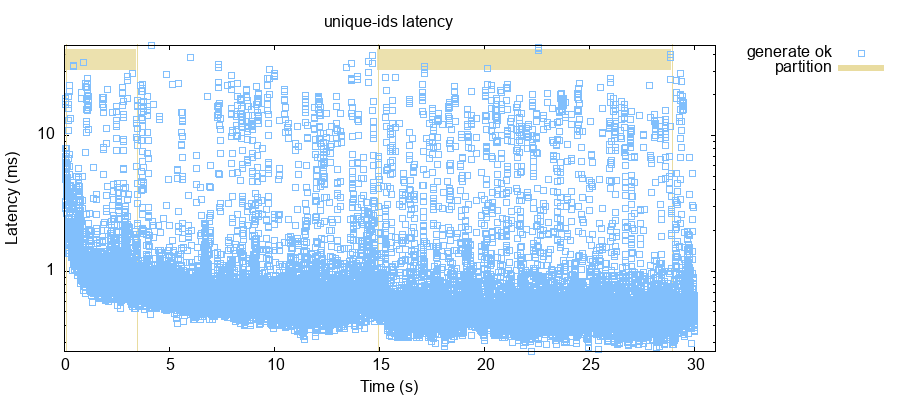 unique-ids latency
generate ok
partition
Latency (ms)
10
1
0
5
10
15
20
25
30
Time (s)